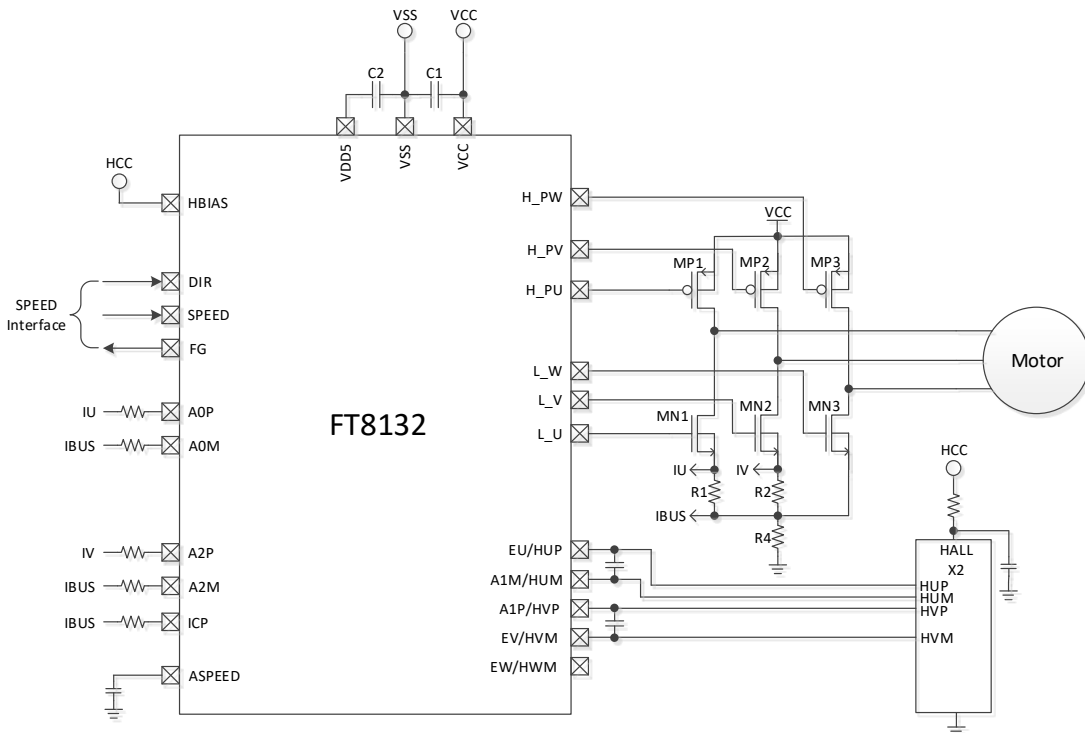 VSS
VCC
C2
C1
VDD5
VSS
VCC
HCC
HBIAS
DIR
SPEED
FG
SPEED
Interface
IU
A0P
IBUS
A0M
IV
A2P
IBUS
A2M
IBUS
ICP
ASPEED
FT8132
H_PW
H_PV
H_PU
L_W
L_V
L_U
EU/HUP
A1M/HUM
A1P/HVP
EV/HVM
EW/HWM
VCC
MP1
MP2
MP3
MN1
MN2
MN3
IU
IV
R1
R2
IBUS
R4
Motor
HCC
HALL
X2
HUP
HUM
HVP
HVM